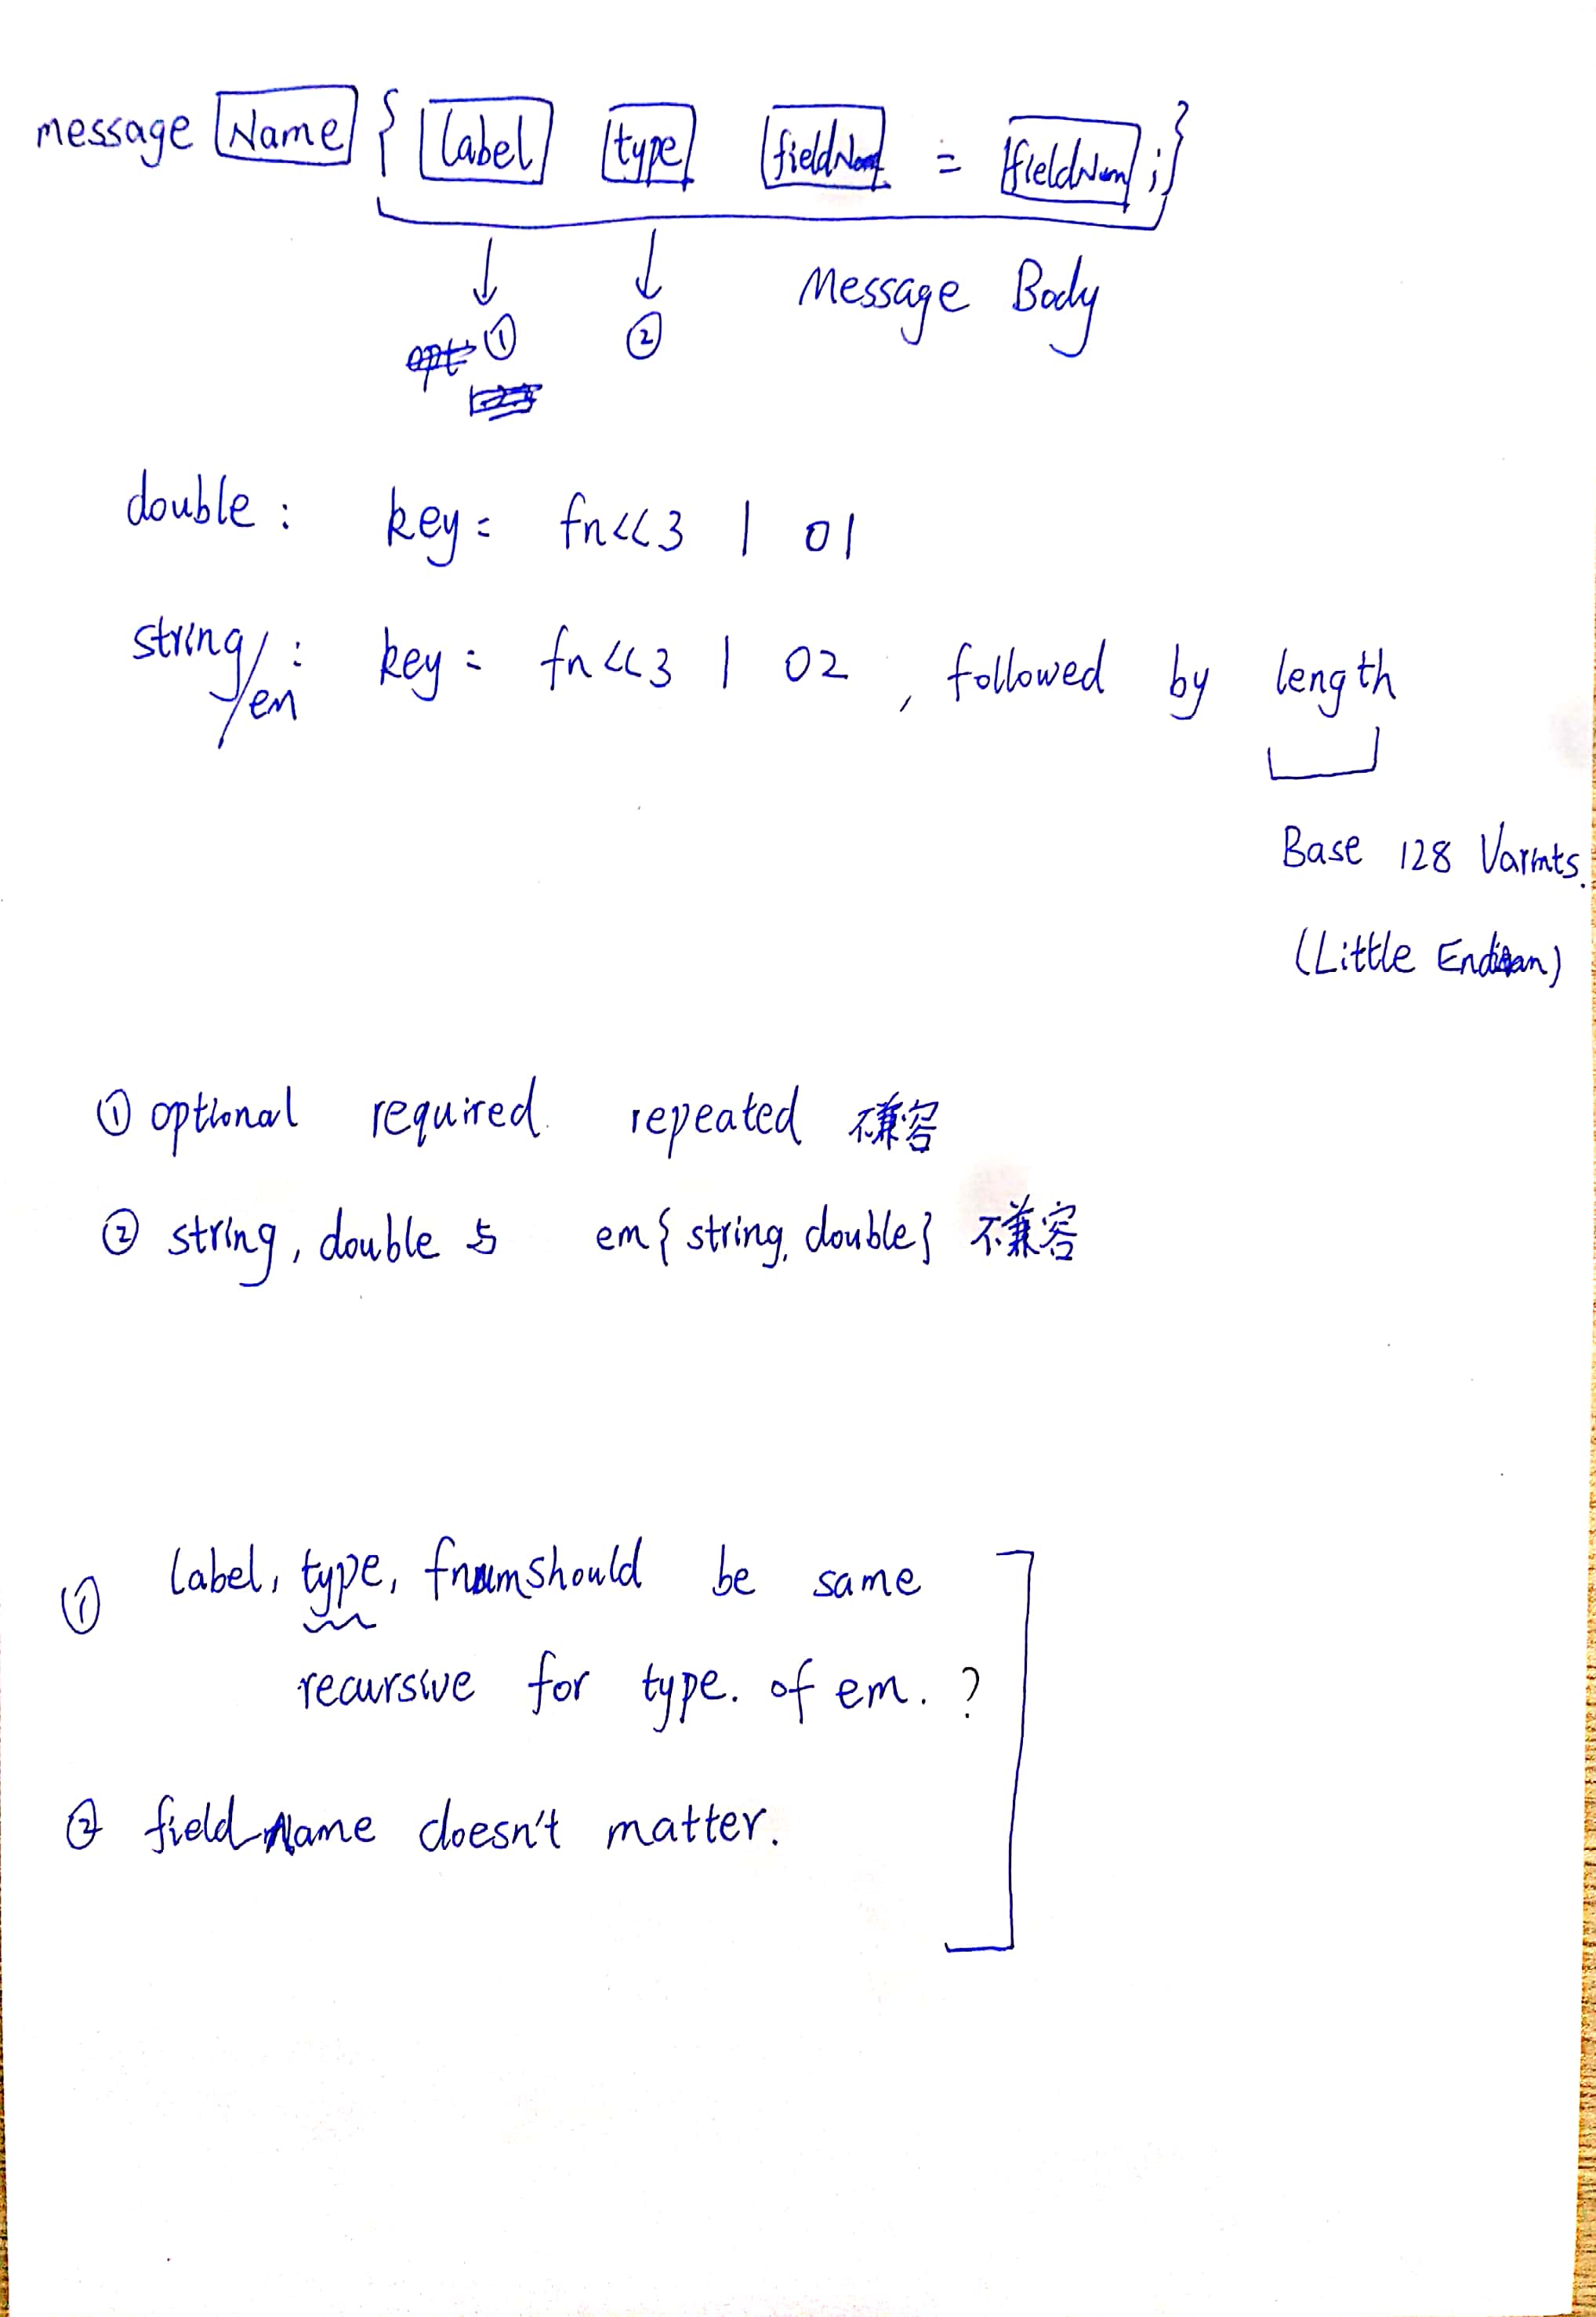 message Name { label type fieldName = fieldNum ; }
① ② Message Body
double : key = fn<<3 | 01
string/em : key = fn<<3 | 02 , followed by length
Base 128 Varints.
(Little Endian)
① optional required. repeated 不兼容
② string, double 与 em{ string, double} 不兼容
① label, type, fnum should be same
recursive for type. of em. ?
② fieldName doesn't matter.